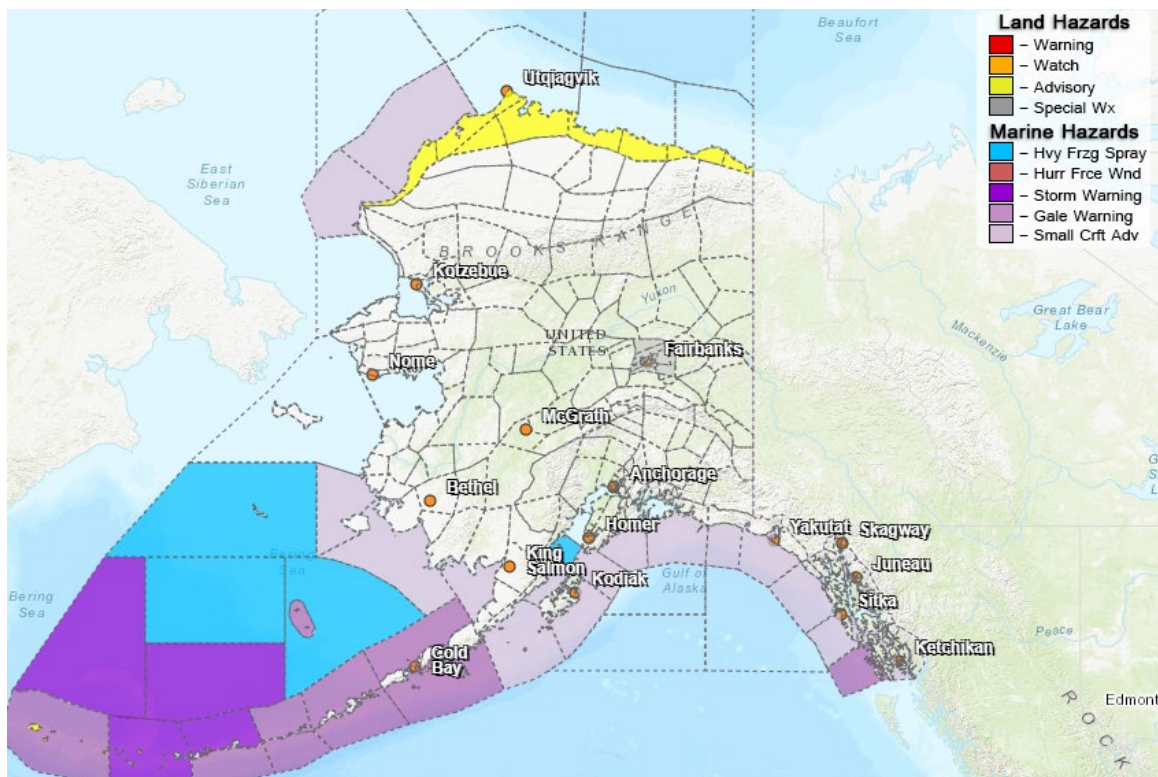 Land Hazards
– Warning
– Watch
– Advisory
– Special Wx
Marine Hazards
– Hvy Frzg Spray
– Hurr Frce Wnd
– Storm Warning
– Gale Warning
– Small Crft Adv
Beaufort
Sea
Utqiagvik
East
Siberian
Sea
BROOKS RANGE
Kotzebue
Yukon
Great Bear
Lake
Mackenzie
UNITED
STATES
Fairbanks
Nome
McGrath
Anchorage
Bethel
Homer
Yakutat
Skagway
King
Salmon
Kodiak
Gulf of
Alaska
Juneau
Sitka
Bering
Sea
Peace
Ketchikan
Cold
Bay
Edmont
ROCK